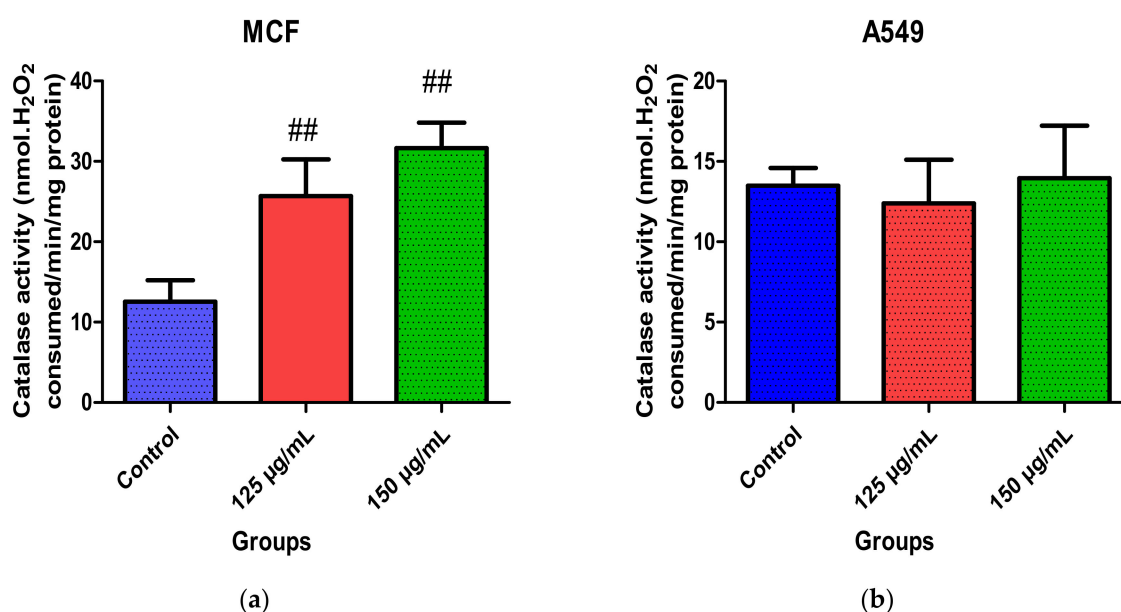 MCF
Catalase activity (nmol.H₂O₂
consumed/min/mg protein)
40
30
20
10
0
##
##
Control
125 µg/mL
150 µg/mL
Groups
(a)
A549
Catalase activity (nmol.H₂O₂
consumed/min/mg protein)
20
15
10
5
0
Control
125 µg/mL
150 µg/mL
Groups
(b)